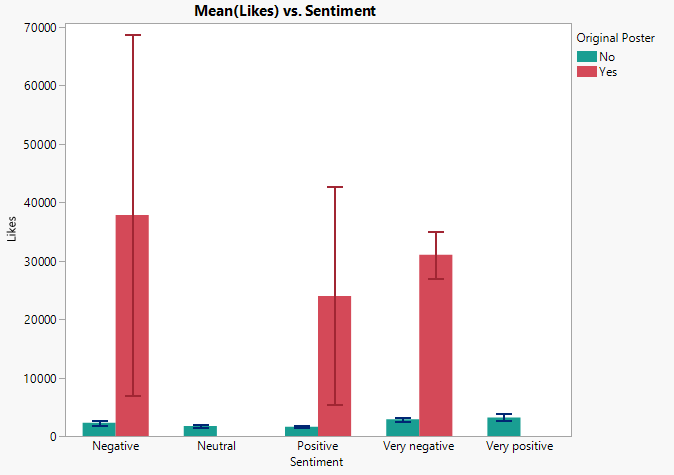 Mean(Likes) vs. Sentiment
70000
60000
50000
40000
30000
20000
10000
0
Likes
Negative
Neutral
Positive
Very negative
Very positive
Sentiment
Original Poster
No
Yes